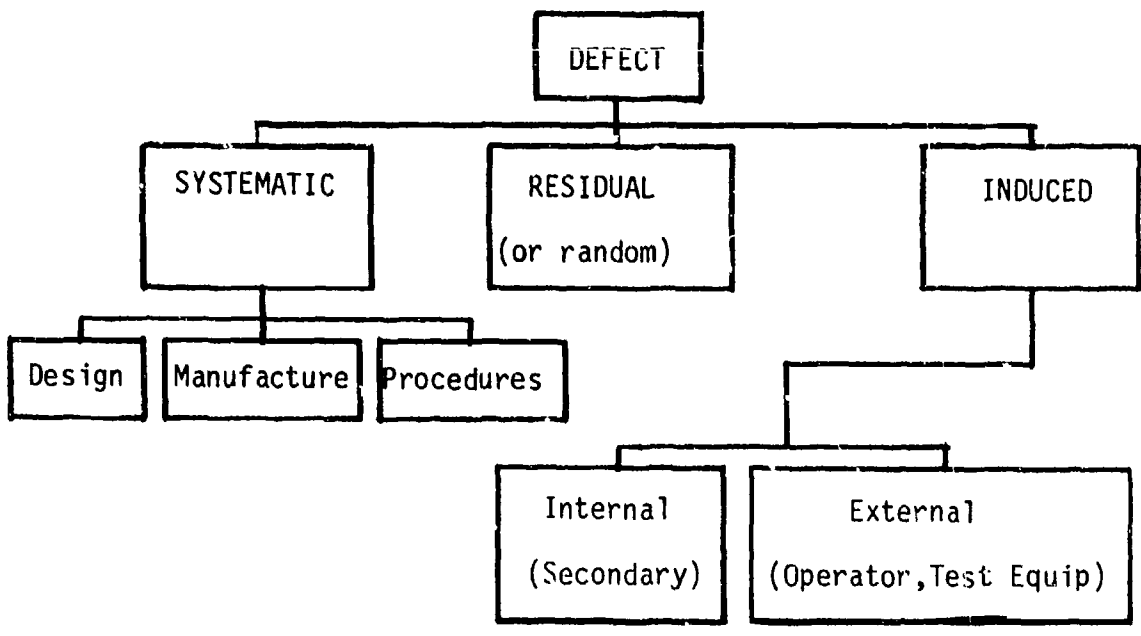 DEFECT
SYSTEMATIC
RESIDUAL
(or random)
INDUCED
Design
Manufacture
Procedures
Internal
(Secondary)
External
(Operator,Test Equip)